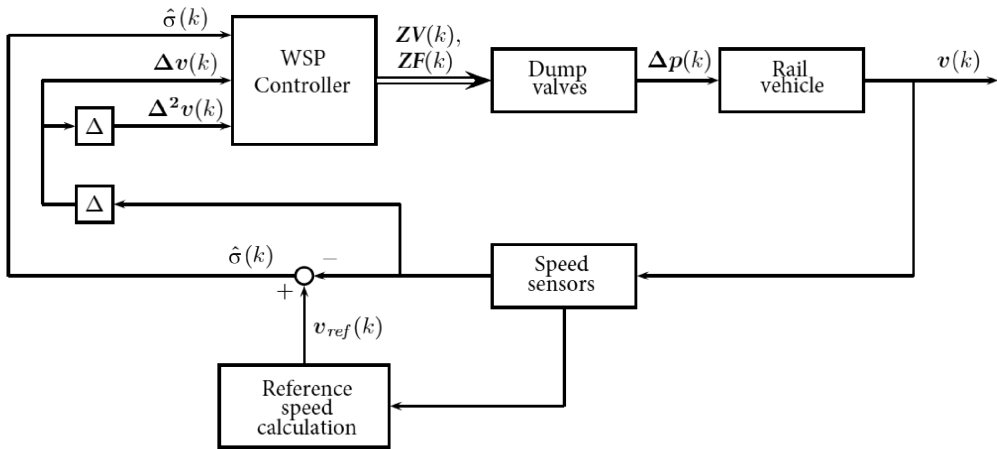 σ̂(k)
Δv(k)
Δ²v(k)
Δ
Δ
WSP
Controller
ZV(k),
ZF(k)
Dump
valves
Δp(k)
Rail
vehicle
v(k)
σ̂(k)
−
+
v_ref(k)
Speed
sensors
Reference
speed
calculation